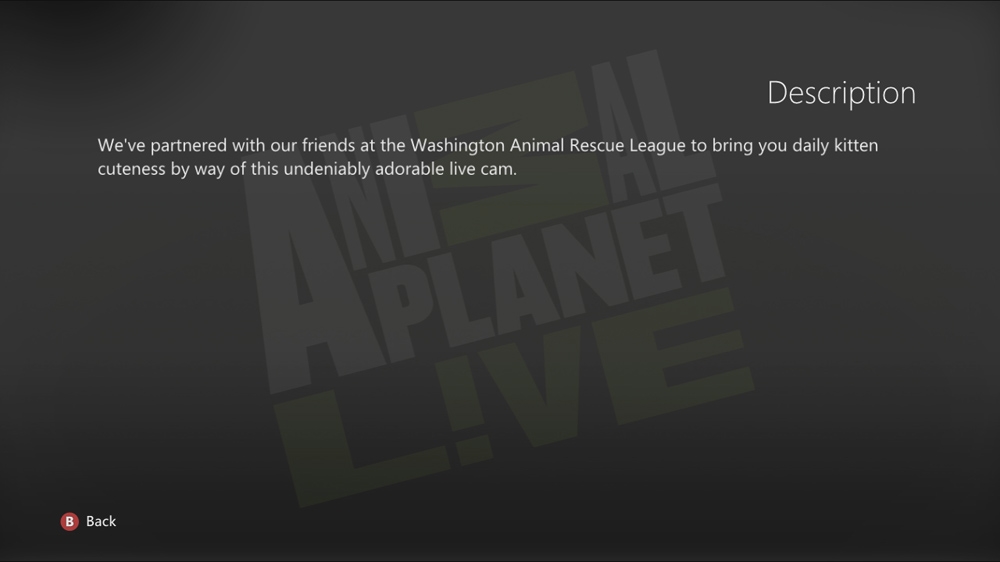 Description
We've partnered with our friends at the Washington Animal Rescue League to bring you daily kitten
cuteness by way of this undeniably adorable live cam.
ANIMAL
PLANET
L!VE
B Back